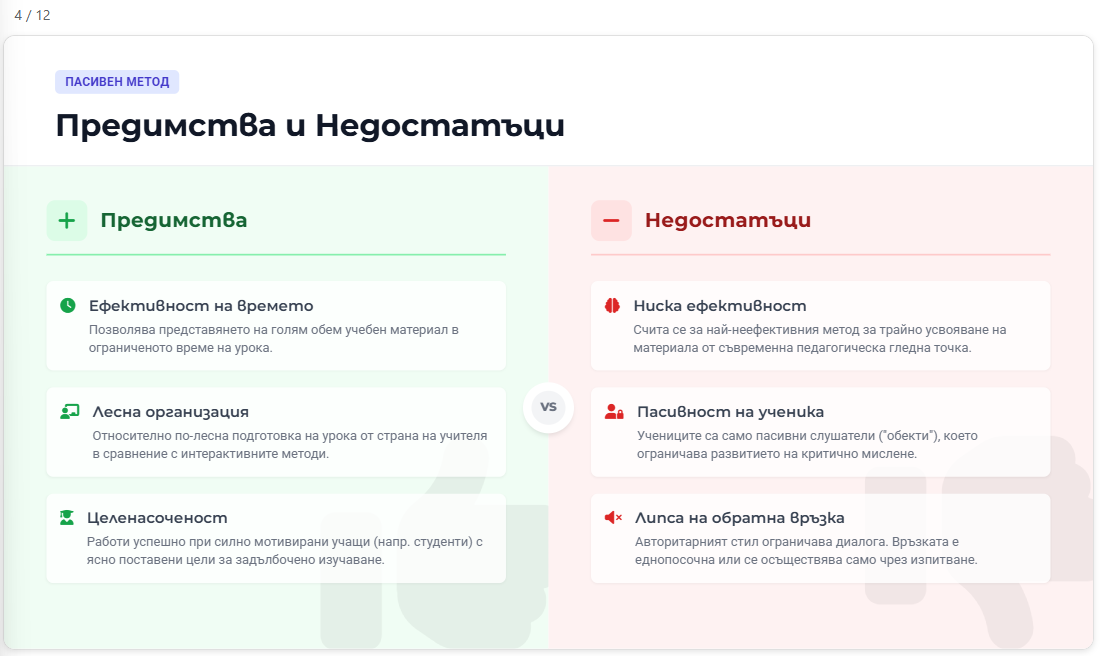 4 / 12
ПАСИВЕН МЕТОД
Предимства и Недостатъци
Предимства
Ефективност на времето
Позволява представянето на голям обем учебен материал в
ограниченото време на урока.
Лесна организация
Относително по-лесна подготовка на урока от страна на учителя
в сравнение с интерактивните методи.
Целенасоченост
Работи успешно при силно мотивирани учащи (напр. студенти) с
ясно поставени цели за задълбочено изучаване.
VS
Недостатъци
Ниска ефективност
Счита се за най-неефективния метод за трайно усвояване на
материала от съвременна педагогическа гледна точка.
Пасивност на ученика
Учениците са само пасивни слушатели ("обекти"), което
ограничава развитието на критично мислене.
Липса на обратна връзка
Авторитарният стил ограничава диалога. Връзката е
еднопосочна или се осъществява само чрез изпитване.